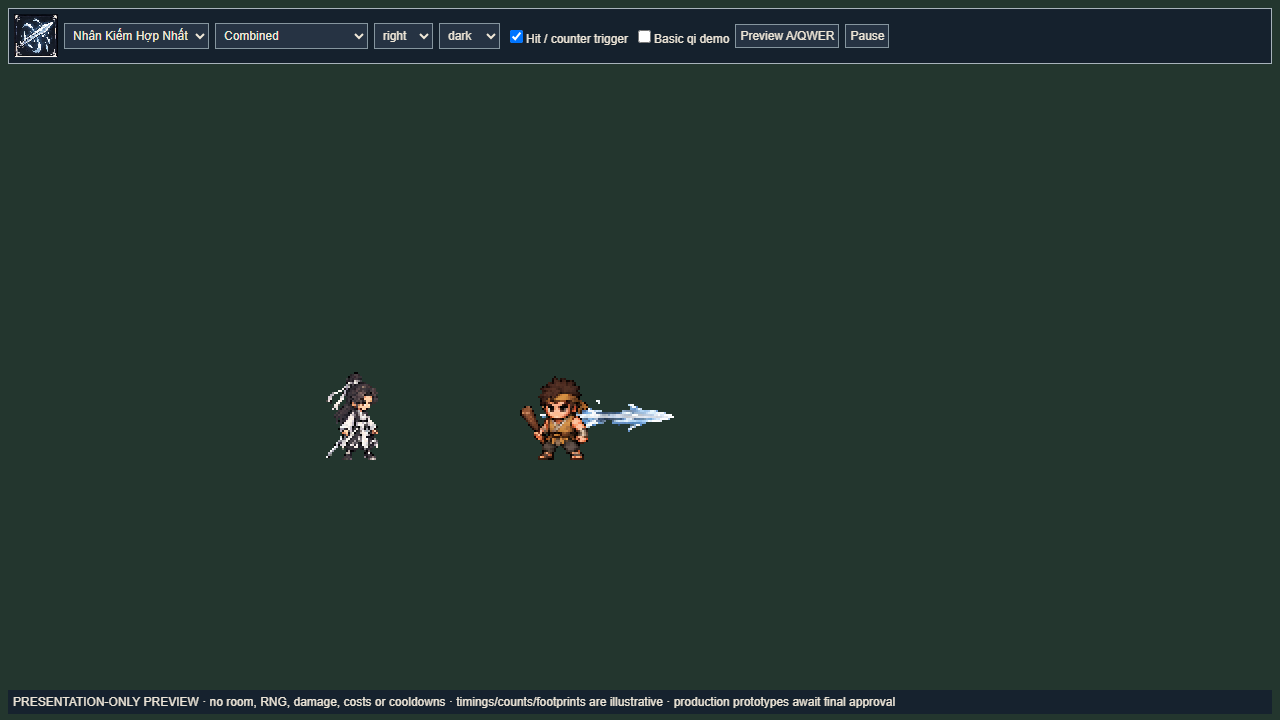 Nhân Kiếm Hợp Nhất Combined right dark Hit / counter trigger Basic qi demo Preview A/QWER Pause
PRESENTATION-ONLY PREVIEW · no room, RNG, damage, costs or cooldowns · timings/counts/footprints are illustrative · production prototypes await final approval